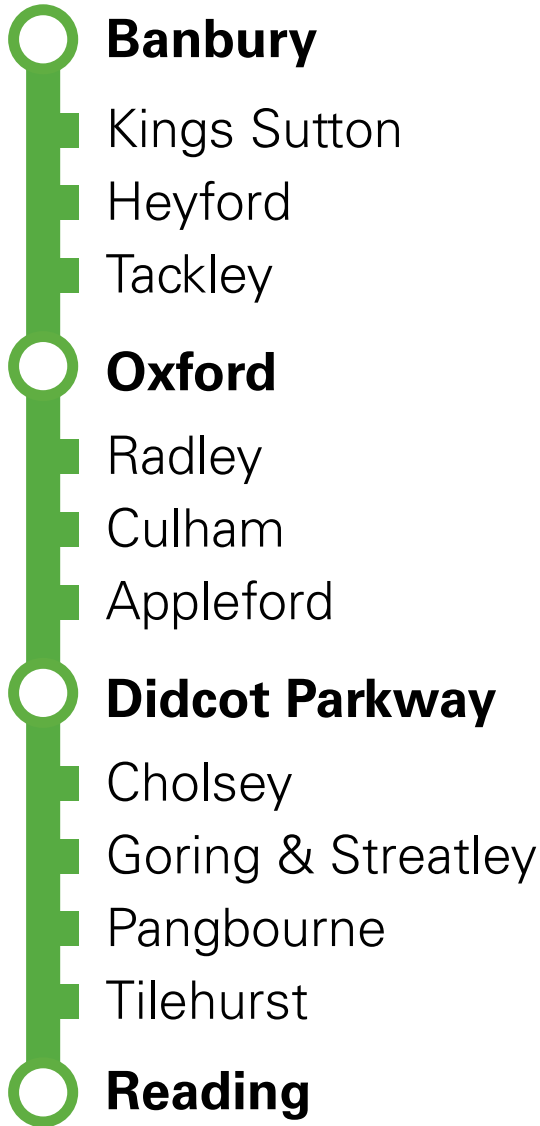 Banbury
Kings Sutton
Heyford
Tackley
Oxford
Radley
Culham
Appleford
Didcot Parkway
Cholsey
Goring & Streatley
Pangbourne
Tilehurst
Reading